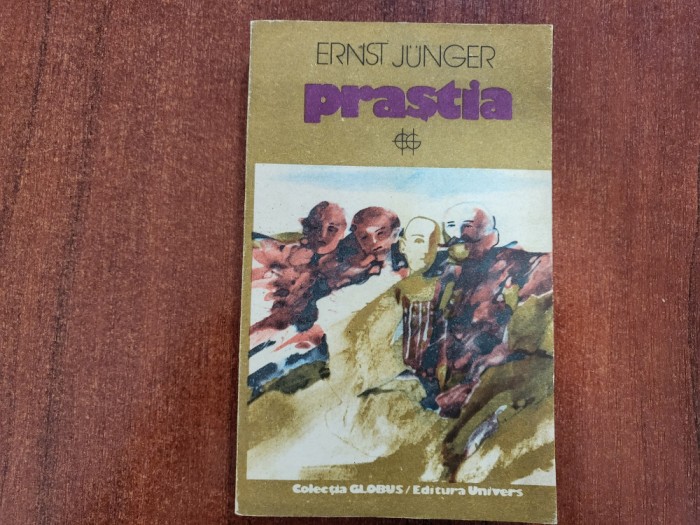 ERNST JÜNGER
praștia
Colecția GLOBUS/Editura Univers